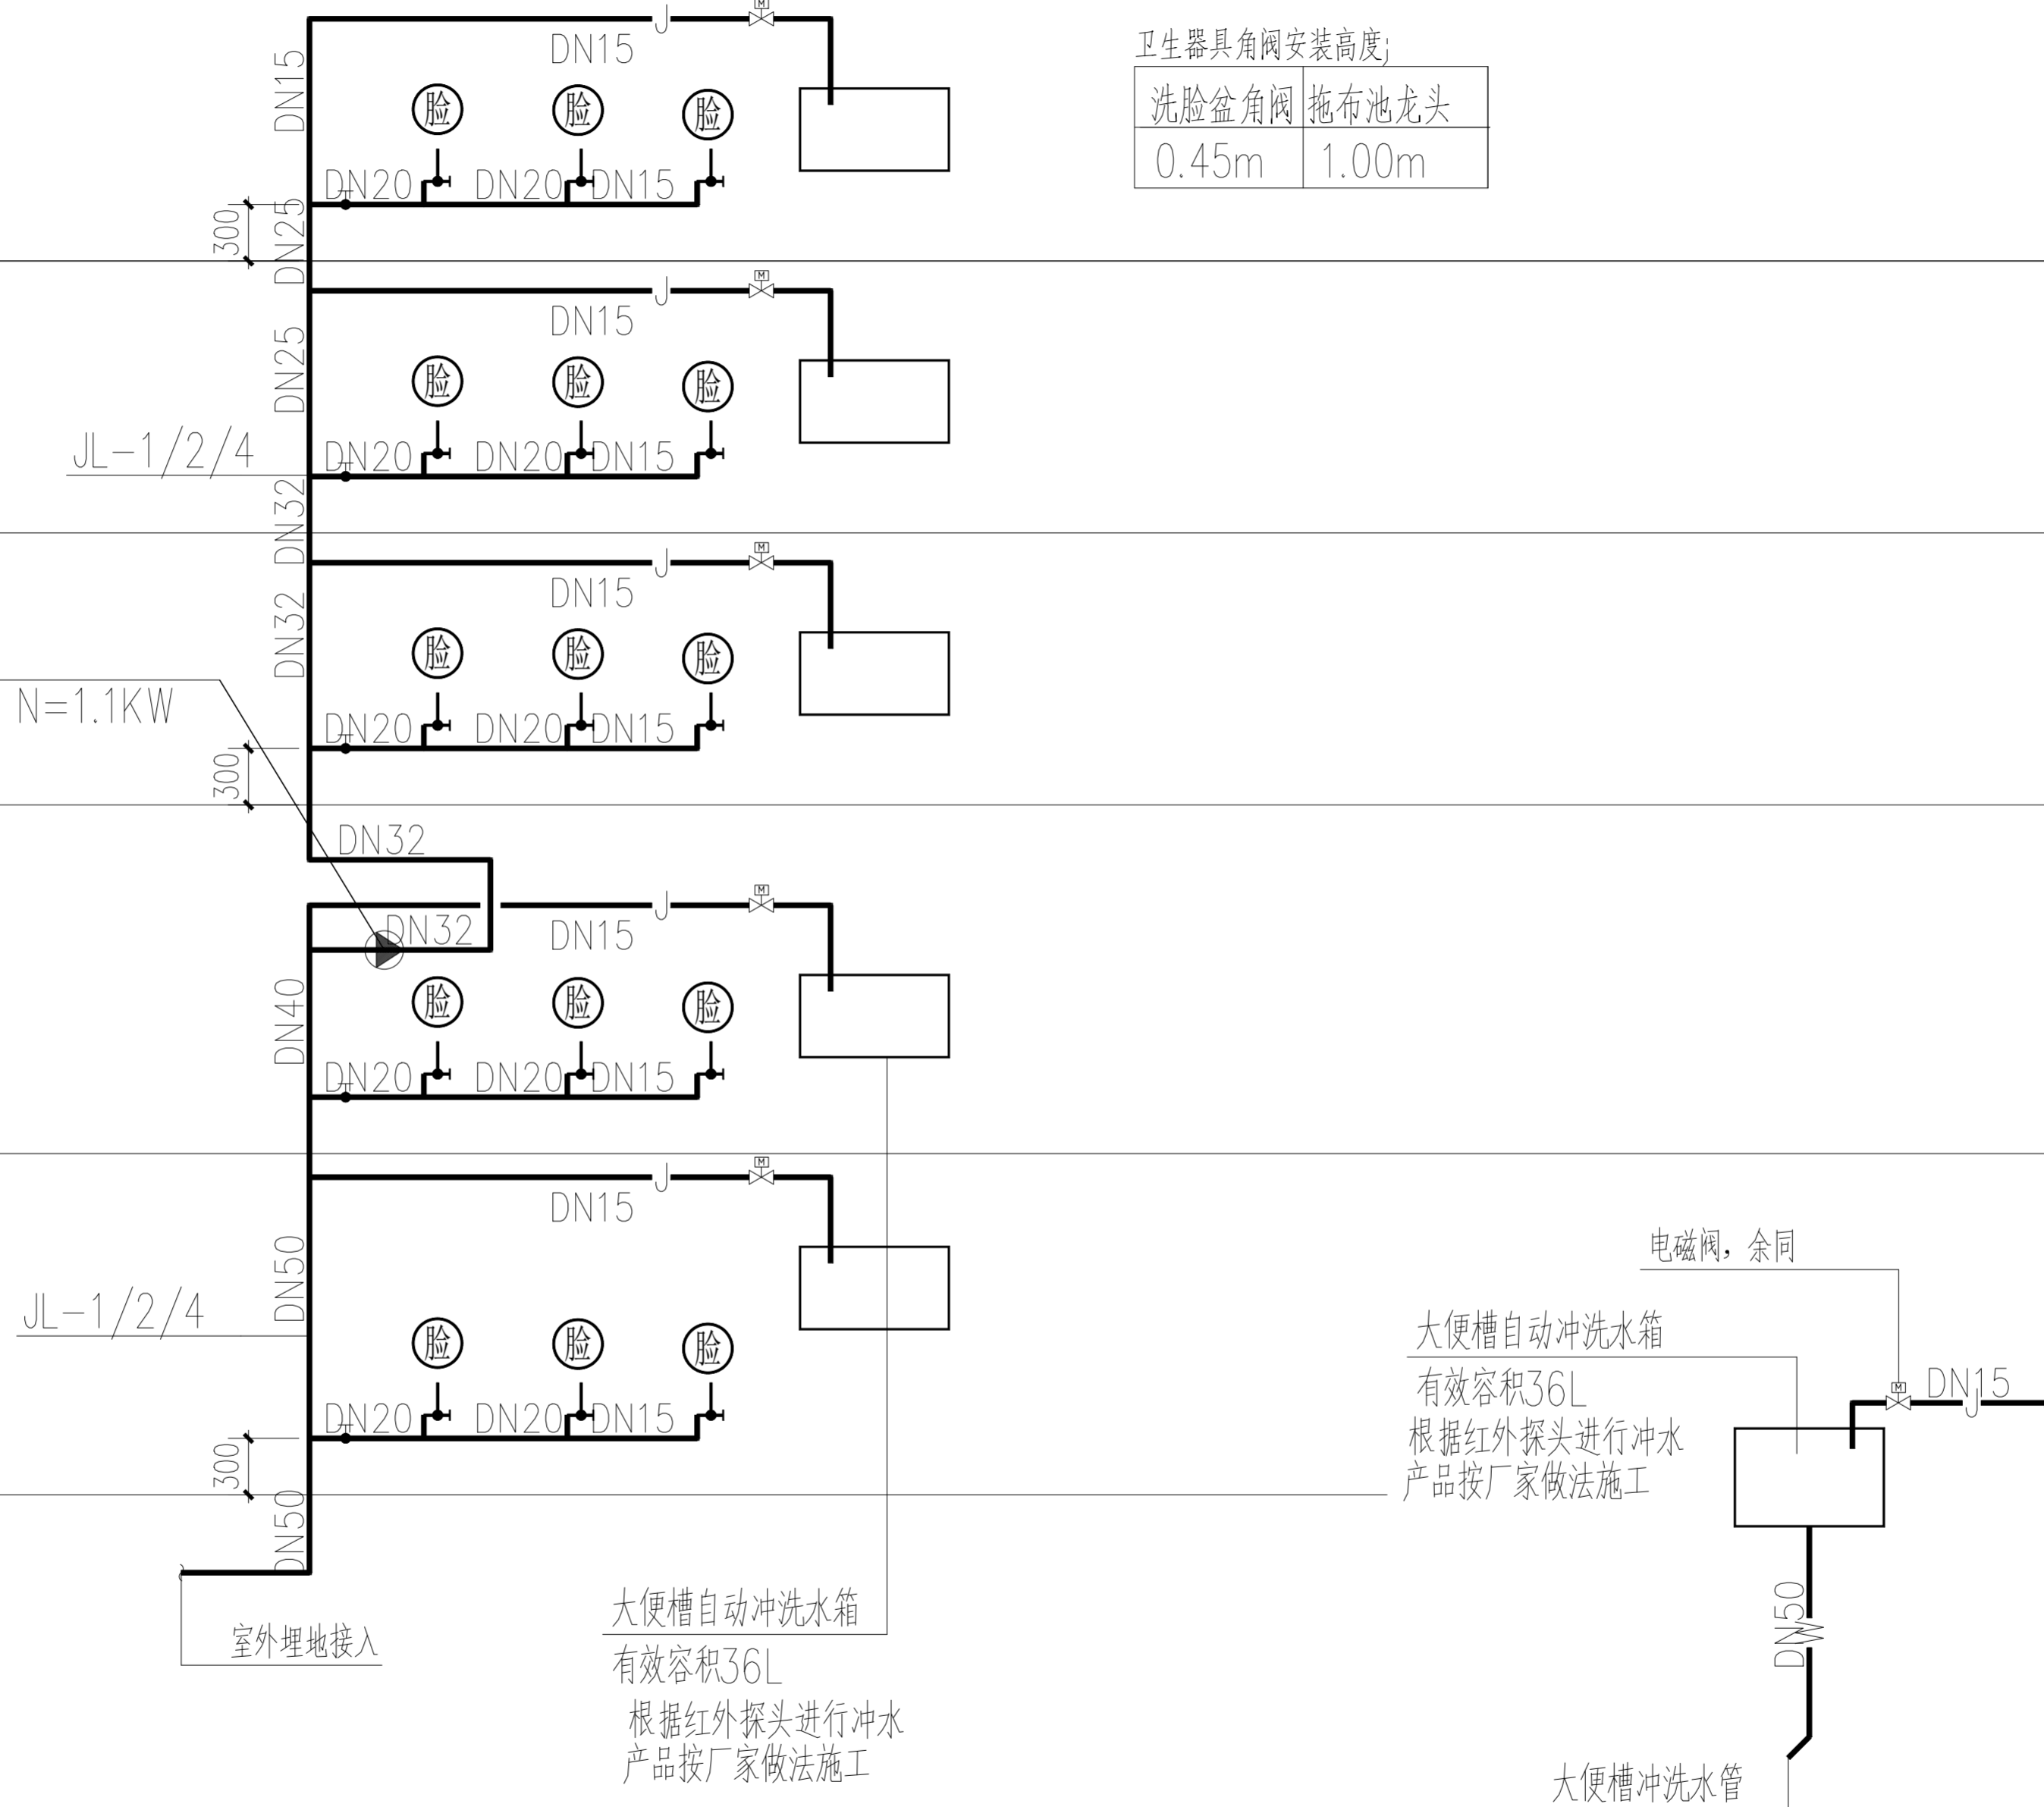 M
J
DN15
DN15
脸 脸 脸
DN20 DN20 DN15
DN25
300
卫生器具角阀安装高度;
洗脸盆角阀 拖布池龙头
0.45m 1.00m
M
J
DN15
DN25
脸 脸 脸
DN20 DN20 DN15
JL-1/2/4
DN32
M
J
DN15
DN32
脸 脸 脸
N=1.1KW
DN20 DN20 DN15
300
DN32
M
J
DN32
DN15
DN40
脸 脸 脸
DN20 DN20 DN15
M
J
DN15
DN50
JL-1/2/4
脸 脸 脸
DN20 DN20 DN15
300
DN50
室外埋地接入
大便槽自动冲洗水箱
有效容积36L
根据红外探头进行冲水
产品按厂家做法施工
电磁阀,余同
大便槽自动冲洗水箱
有效容积36L
根据红外探头进行冲水
产品按厂家做法施工
M
DN15
J
DN50
W
大便槽冲洗水管